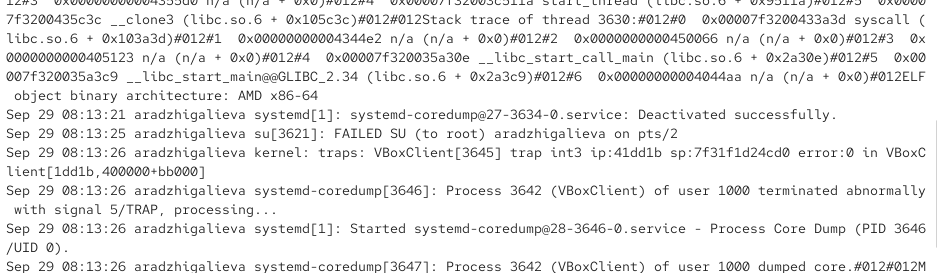 12#3  0x00000000004355d0 n/a (n/a + 0x0)#012#4  0x00007f32003c511a start_thread (libc.so.6 + 0x9511a)#012#5  0x0000
7f3200435c3c __clone3 (libc.so.6 + 0x105c3c)#012#012Stack trace of thread 3630:#012#0  0x00007f3200433a3d syscall (
libc.so.6 + 0x103a3d)#012#1  0x00000000004344e2 n/a (n/a + 0x0)#012#2  0x0000000000450066 n/a (n/a + 0x0)#012#3  0x
0000000000405123 n/a (n/a + 0x0)#012#4  0x00007f320035a30e __libc_start_call_main (libc.so.6 + 0x2a30e)#012#5  0x00
007f320035a3c9 __libc_start_main@@GLIBC_2.34 (libc.so.6 + 0x2a3c9)#012#6  0x00000000004044aa n/a (n/a + 0x0)#012ELF
 object binary architecture: AMD x86-64
Sep 29 08:13:21 aradzhigalieva systemd[1]: systemd-coredump@27-3634-0.service: Deactivated successfully.
Sep 29 08:13:25 aradzhigalieva su[3621]: FAILED SU (to root) aradzhigalieva on pts/2
Sep 29 08:13:26 aradzhigalieva kernel: traps: VBoxClient[3645] trap int3 ip:41dd1b sp:7f31f1d24cd0 error:0 in VBoxC
lient[1dd1b,400000+bb000]
Sep 29 08:13:26 aradzhigalieva systemd-coredump[3646]: Process 3642 (VBoxClient) of user 1000 terminated abnormally
 with signal 5/TRAP, processing...
Sep 29 08:13:26 aradzhigalieva systemd[1]: Started systemd-coredump@28-3646-0.service - Process Core Dump (PID 3646
/UID 0).
Sep 29 08:13:26 aradzhigalieva systemd-coredump[3647]: Process 3642 (VBoxClient) of user 1000 dumped core.#012#012M